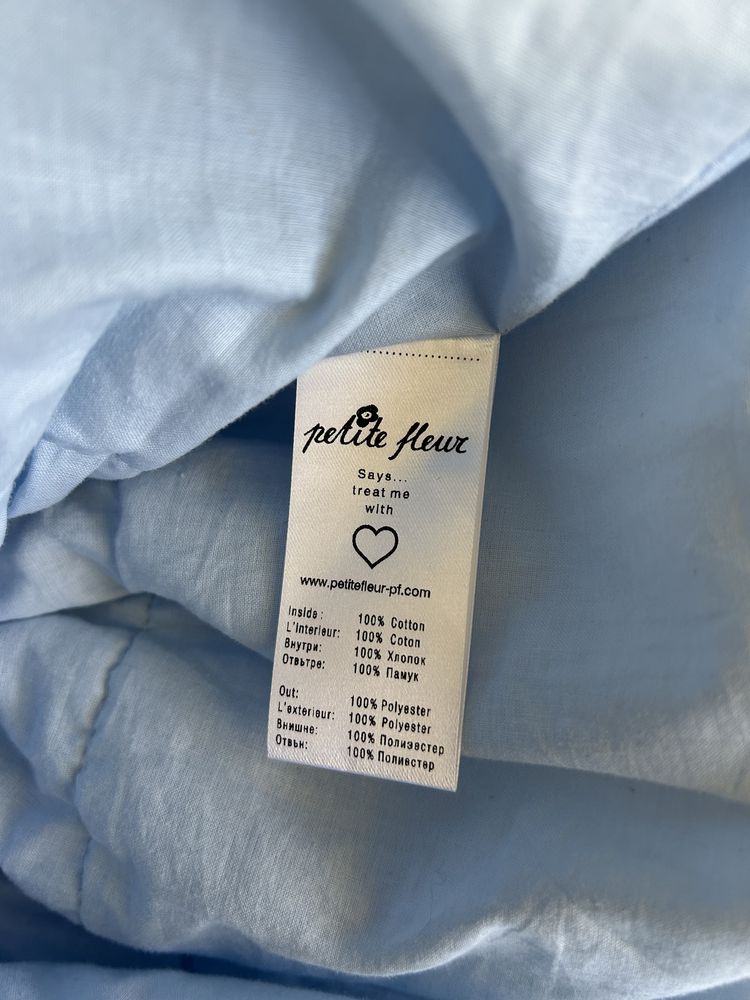 petite fleur
Says...
treat me
with
www.petitefleur-pf.com
Inside: 100% Cotton
L'interieur: 100% Coton
Внутри: 100% Хлопок
Отвътре: 100% Памук
Out: 100% Polyester
L'exterieur: 100% Polyester
Внишне: 100% Полиэстер
Отвън: 100% Полиестер